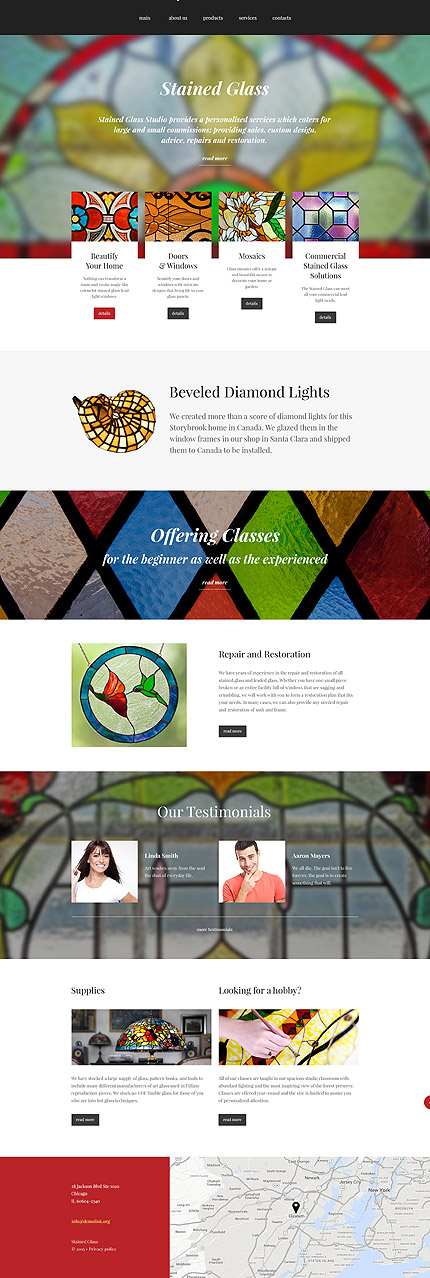 main about us products services contacts
Stained Glass
Stained Glass Studio provides a personalised services which caters for
large and small commissions; providing sales, custom design,
advice, repairs and restoration.
read more
Beautify
Your Home
Nothing can transform a
room and create magic like
colourful stained glass lead
light windows.
details
Doors
& Windows
Beautify your doors and
windows with intricate
designs that bring life to your
glass panels.
details
Mosaics
Glass mosaics offer a unique
and beautiful means to
decorate your home or
garden.
details
Commercial
Stained Glass
Solutions
The Stained Glass can meet
all your commercial lead
light needs.
details
Beveled Diamond Lights
We created more than a score of diamond lights for this
Storybrook home in Canada. We glazed them in the
window frames in our shop in Santa Clara and shipped
them to Canada to be installed.
Offering Classes
for the beginner as well as the experienced
read more
Repair and Restoration
We have years of experience in the repair and restoration of all
stained glass and leaded glass. Whether you have one small piece
broken or an entire facility full of windows that are sagging and
crumbling, we will work with you to form a restoration plan that fits
your needs. In many cases, we can also provide any needed repair
and restoration of sash and frame.
read more
Our Testimonials
Linda Smith
Art washes away from the soul
the dust of everyday life.
Aaron Mayers
We all die. The goal isn't to live
forever, the goal is to create
something that will.
more testimonials
Supplies
We have stocked a large supply of glass, pattern books, and tools to
include many different manufacturers of art glass used in Tiffany
reproduction pieces. We stock 90 COE fusible glass for those of you
who are into hot glass techniques.
read more
Looking for a hobby?
All of our classes are taught in our spacious studio classroom with
abundant lighting and the most inspiring view of the forest preserve.
Classes are offered year-round and the size is limited to assure you
of personalized attention.
read more
28 Jackson Blvd Ste 1020
Chicago
IL 60604-2340
info@demolink.org
Stained Glass
© 2015 • Privacy policy
Newark
Jersey City
New York
Elizabeth
BROOKLYN
STATEN ISLAND